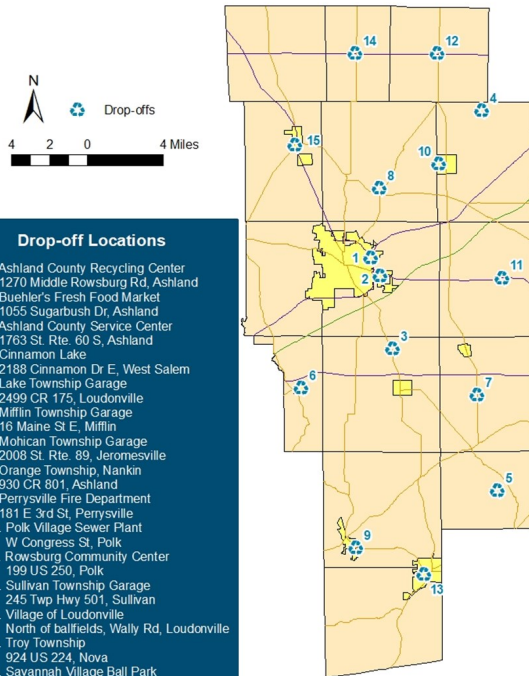 N
Drop-offs
4 2 0 4 Miles
Drop-off Locations
Ashland County Recycling Center
1270 Middle Rowsburg Rd, Ashland
Buehler's Fresh Food Market
1055 Sugarbush Dr, Ashland
Ashland County Service Center
1763 St. Rte. 60 S, Ashland
Cinnamon Lake
2188 Cinnamon Dr E, West Salem
Lake Township Garage
2499 CR 175, Loudonville
Mifflin Township Garage
16 Maine St E, Mifflin
Mohican Township Garage
2008 St. Rte. 89, Jeromesville
Orange Township, Nankin
930 CR 801, Ashland
Perrysville Fire Department
181 E 3rd St, Perrysville
. Polk Village Sewer Plant
W Congress St, Polk
. Rowsburg Community Center
199 US 250, Polk
. Sullivan Township Garage
245 Twp Hwy 501, Sullivan
. Village of Loudonville
North of ballfields, Wally Rd, Loudonville
. Troy Township
924 US 224, Nova
. Savannah Village Ball Park
14
12
4
15
10
8
1
2
11
3
6
7
5
9
13